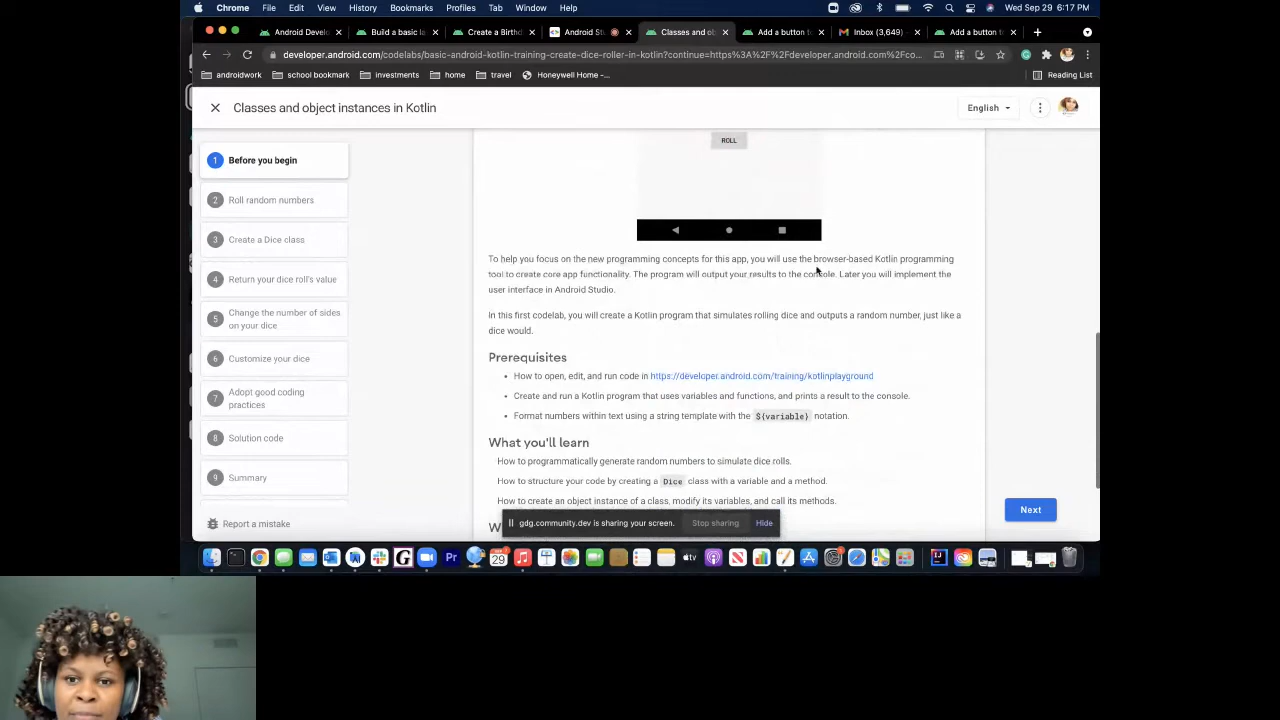 Chrome File Edit View History Bookmarks Profiles Tab Window Help
Wed Sep 29 6:17 PM
Android Devel
Build a basic la
Create a Birth
Android Stu
Classes and ob
Add a button to
Inbox (3,649)
Add a button to
developer.android.com/codelabs/basic-android-kotlin-training-create-dice-roller-in-kotlin?continue=https%3A%2F%2Fdeveloper.android.com%2Fco...
androidwork school bookmark investments home travel Honeywell Home -... Reading List
Classes and object instances in Kotlin
English
1 Before you begin
2 Roll random numbers
3 Create a Dice class
4 Return your dice roll's value
5 Change the number of sides
on your dice
6 Customize your dice
7 Adopt good coding
practices
8 Solution code
9 Summary
Report a mistake
ROLL
To help you focus on the new programming concepts for this app, you will use the browser-based Kotlin programming
tool to create core app functionality. The program will output your results to the console. Later you will implement the
user interface in Android Studio.
In this first codelab, you will create a Kotlin program that simulates rolling dice and outputs a random number, just like a
dice would.
Prerequisites
• How to open, edit, and run code in https://developer.android.com/training/kotlinplayground
• Create and run a Kotlin program that uses variables and functions, and prints a result to the console.
• Format numbers within text using a string template with the ${variable} notation.
What you'll learn
How to programmatically generate random numbers to simulate dice rolls.
How to structure your code by creating a Dice class with a variable and a method.
How to create an object instance of a class, modify its variables, and call its methods.
W
gdg.community.dev is sharing your screen. Stop sharing Hide
Next